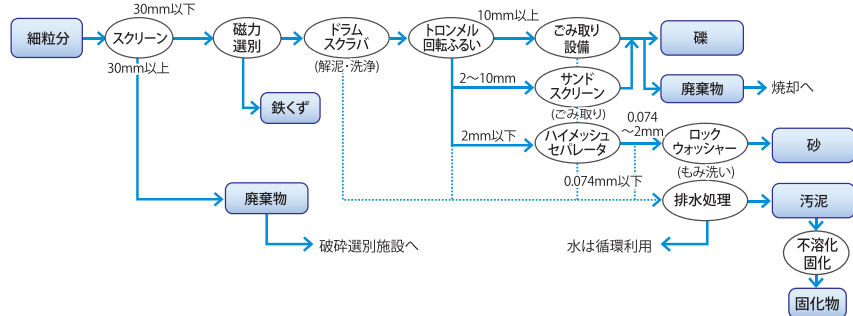 30mm以下
細粒分
スクリーン
30mm以上
磁力
選別
鉄くず
ドラム
スクラバ
(解泥・洗浄)
トロンメル
回転ふるい
10mm以上
ごみ取り
設備
礫
廃棄物
焼却へ
2〜10mm
サンド
スクリーン
(ごみ取り)
2mm以下
ハイメッシュ
セパレータ
0.074
〜2mm
ロック
ウォッシャー
(もみ洗い)
砂
0.074mm以下
排水処理
汚泥
廃棄物
破砕選別施設へ
水は循環利用
不溶化
固化
固化物